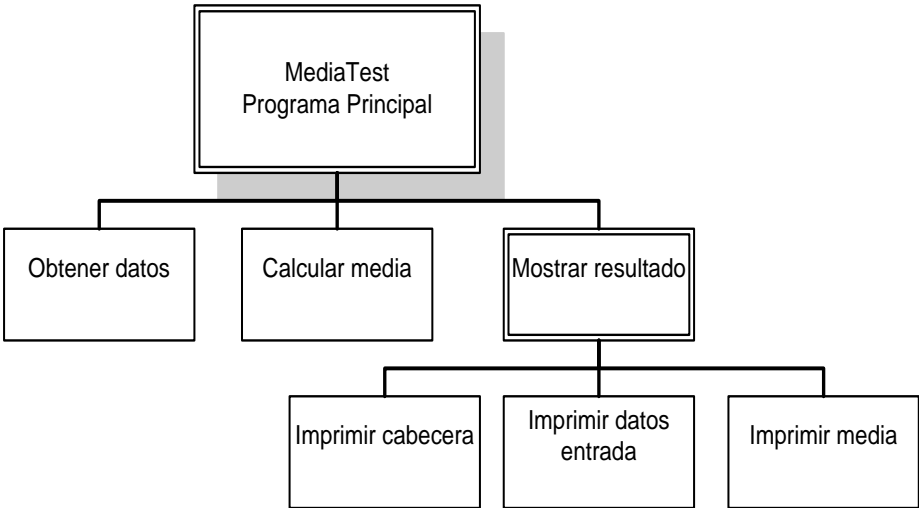 MediaTest
Programa Principal
Obtener datos
Calcular media
Mostrar resultado
Imprimir cabecera
Imprimir datos
entrada
Imprimir media